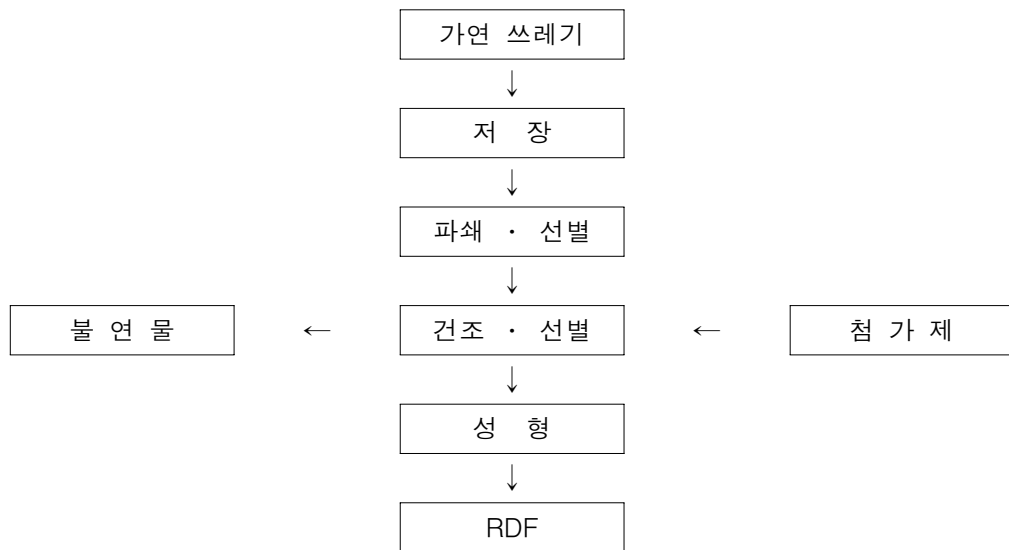 가연 쓰레기
↓
저 장
↓
파쇄 · 선별
↓
불 연 물 ← 건조 · 선별 ← 첨 가 제
↓
성 형
↓
RDF